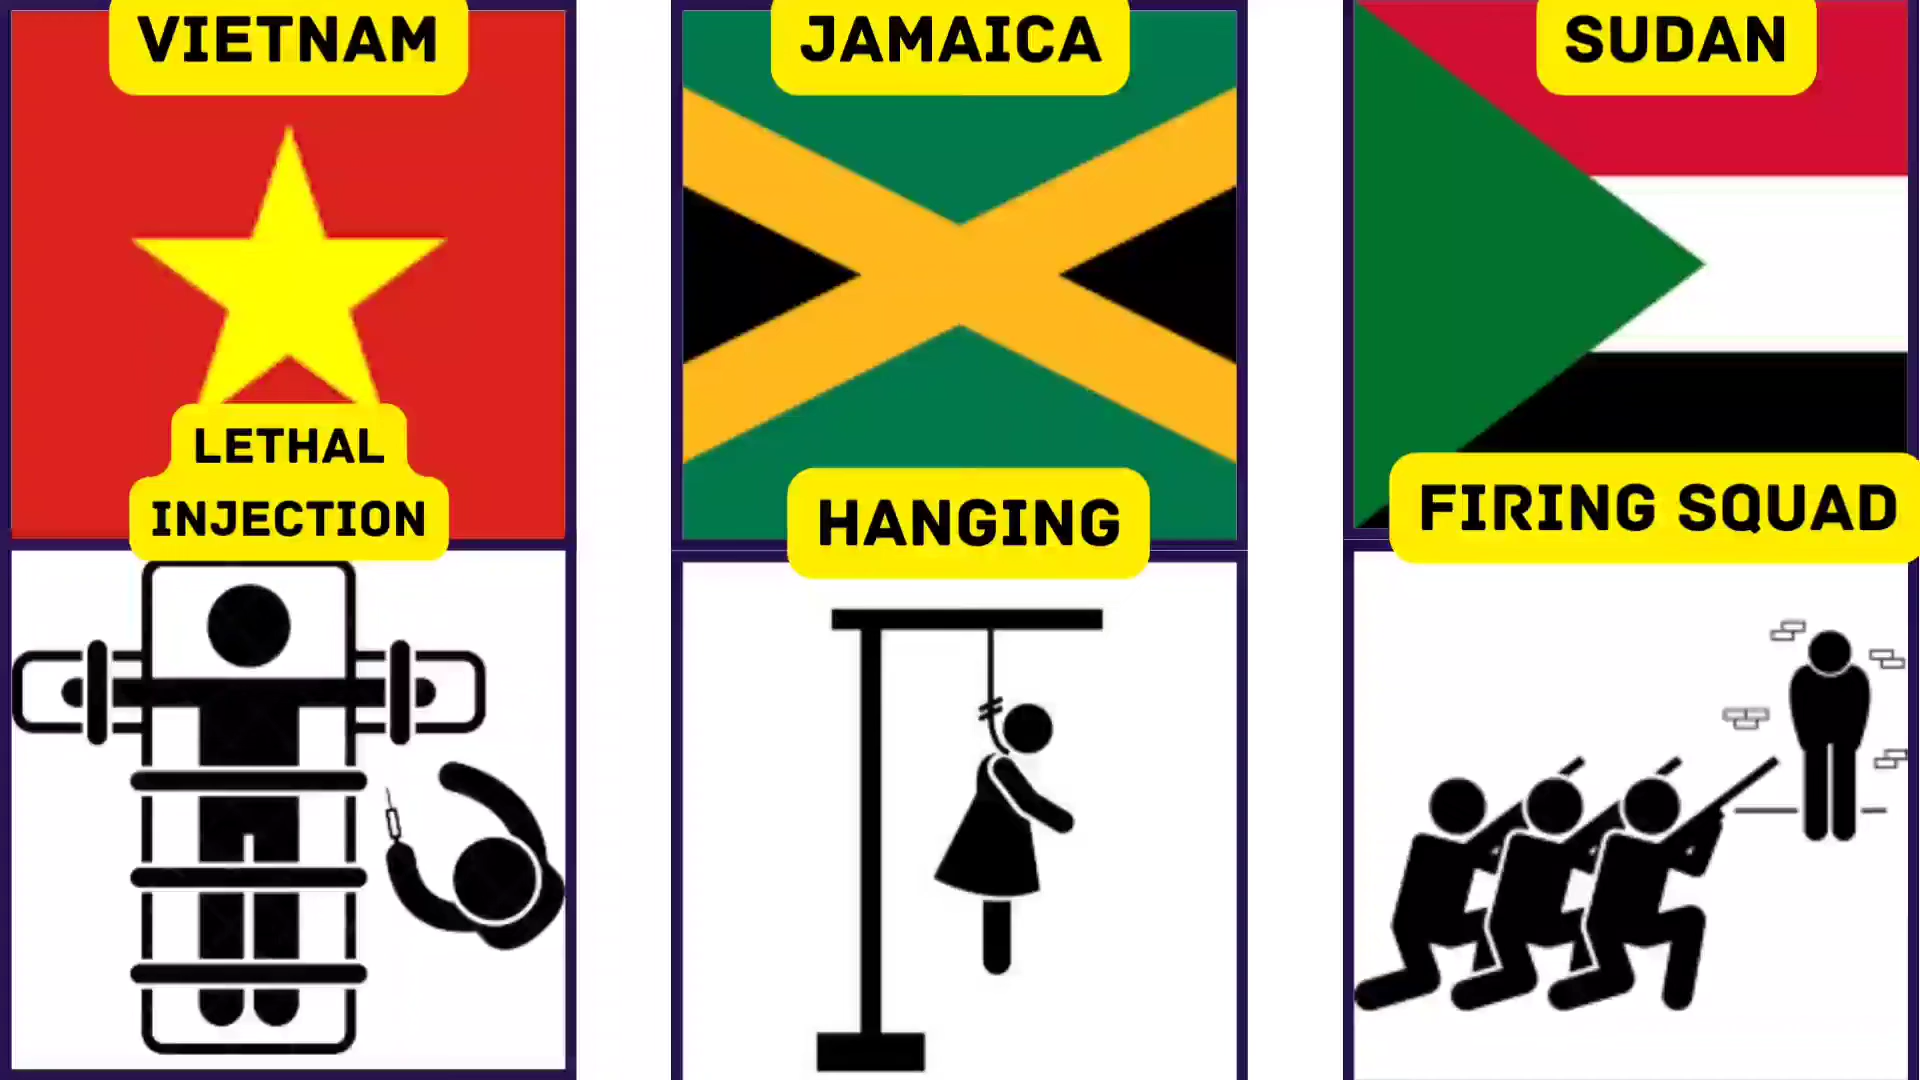 VIETNAM
JAMAICA
SUDAN
LETHAL
INJECTION
HANGING
FIRING SQUAD